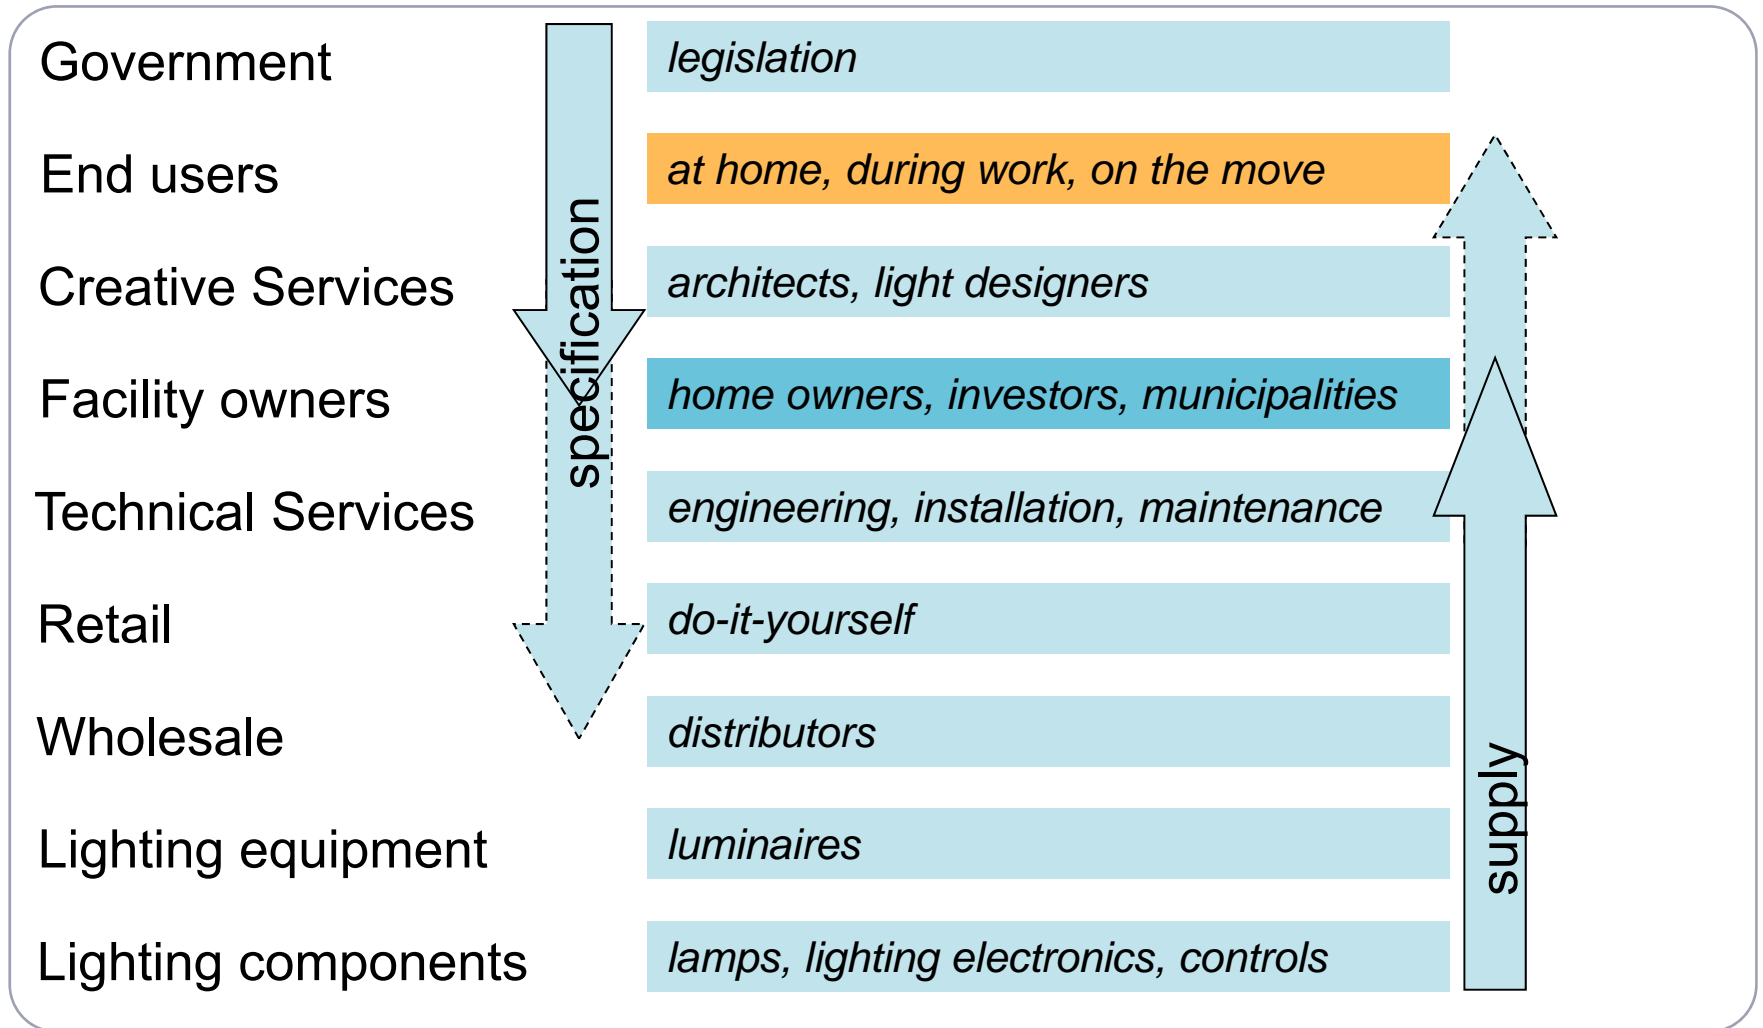 Government
legislation
End users
at home, during work, on the move
Creative Services
architects, light designers
Facility owners
home owners, investors, municipalities
Technical Services
engineering, installation, maintenance
Retail
do-it-yourself
Wholesale
distributors
Lighting equipment
luminaires
Lighting components
lamps, lighting electronics, controls
specification
supply